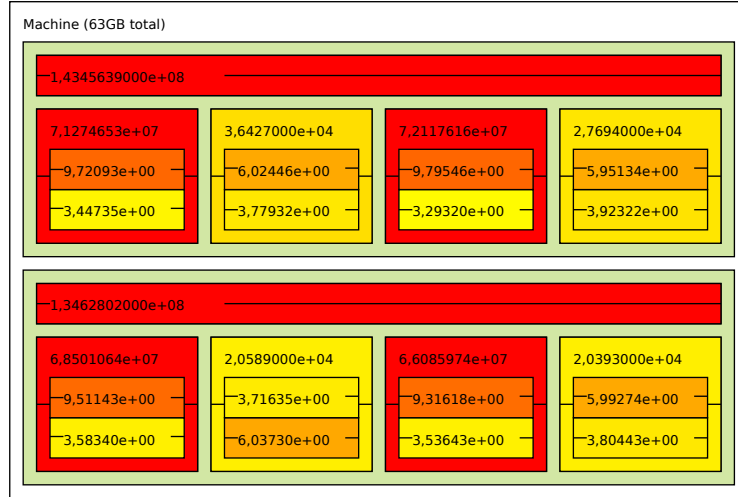 Machine (63GB total)
1,4345639000e+08
7,1274653e+07 3,6427000e+04 7,2117616e+07 2,7694000e+04
9,72093e+00 6,02446e+00 9,79546e+00 5,95134e+00
3,44735e+00 3,77932e+00 3,29320e+00 3,92322e+00
1,3462802000e+08
6,8501064e+07 2,0589000e+04 6,6085974e+07 2,0393000e+04
9,51143e+00 3,71635e+00 9,31618e+00 5,99274e+00
3,58340e+00 6,03730e+00 3,53643e+00 3,80443e+00